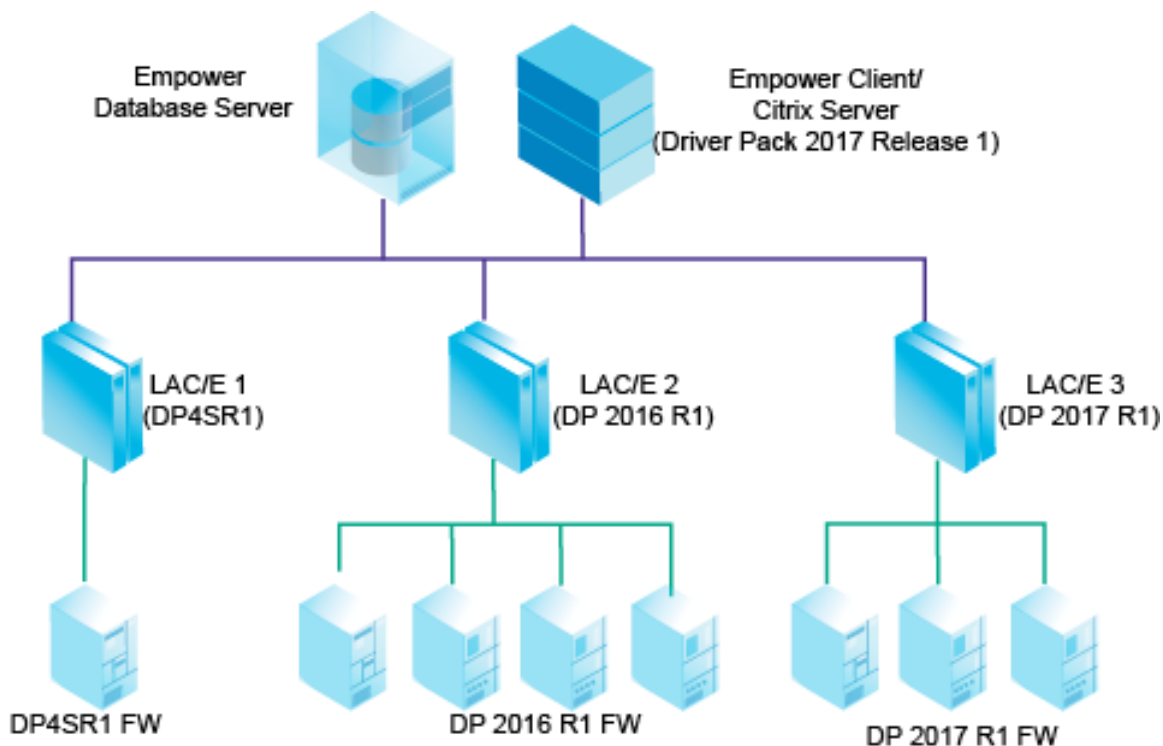 Empower
Database Server
Empower Client/
Citrix Server
(Driver Pack 2017 Release 1)
LAC/E 1
(DP4SR1)
LAC/E 2
(DP 2016 R1)
LAC/E 3
(DP 2017 R1)
DP4SR1 FW
DP 2016 R1 FW
DP 2017 R1 FW